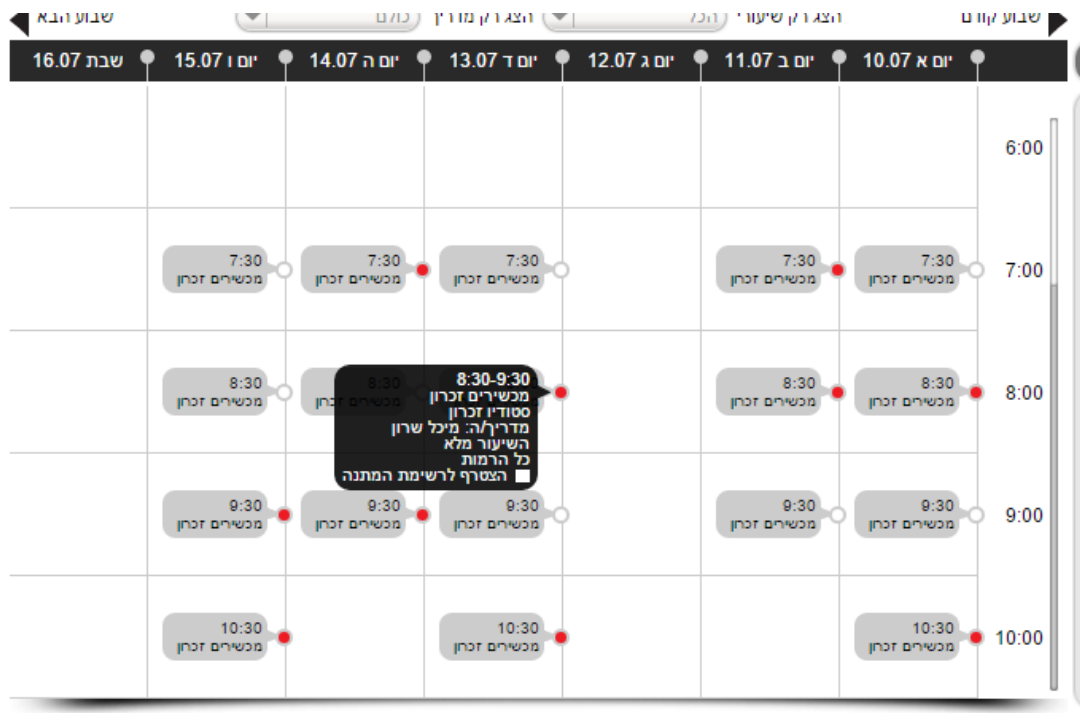 שבוע קודם
הצג רק שיעורי
הכל
הצג רק מדריך
כולם
שבוע הבא
יום א 10.07
יום ב 11.07
יום ג 12.07
יום ד 13.07
יום ה 14.07
יום ו 15.07
שבת 16.07
6:00
7:00
7:30
מכשירים זכרון
7:30
מכשירים זכרון
7:30
מכשירים זכרון
7:30
מכשירים זכרון
7:30
מכשירים זכרון
8:00
8:30
מכשירים זכרון
8:30
מכשירים זכרון
8:30-9:30
מכשירים זכרון
סטודיו זכרון
מדריך/ה: מיכל שרון
השיעור מלא
כל הרמות
הצטרף לרשימת המתנה
8:30
8:30
מכשירים זכרון
9:00
9:30
מכשירים זכרון
9:30
מכשירים זכרון
9:30
מכשירים זכרון
9:30
מכשירים זכרון
9:30
מכשירים זכרון
10:00
10:30
מכשירים זכרון
10:30
מכשירים זכרון
10:30
מכשירים זכרון